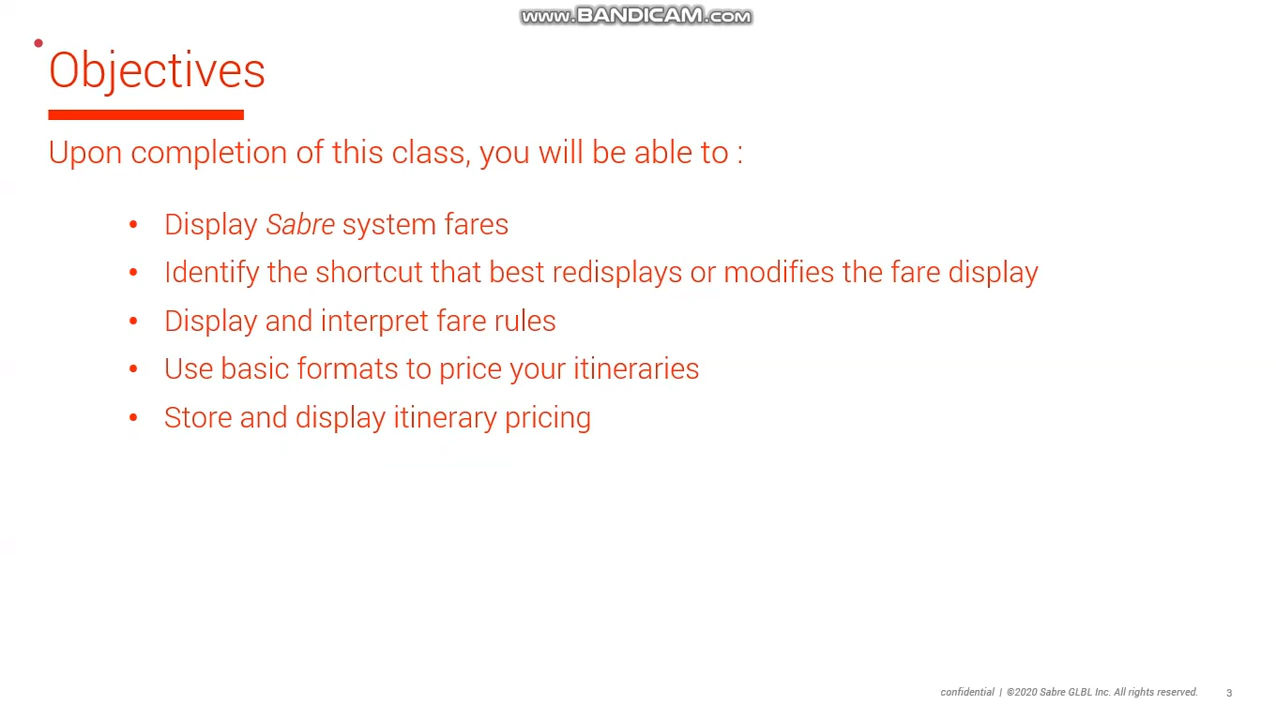 www.BANDICAM.com
Objectives
Upon completion of this class, you will be able to :
• Display Sabre system fares
• Identify the shortcut that best redisplays or modifies the fare display
• Display and interpret fare rules
• Use basic formats to price your itineraries
• Store and display itinerary pricing
confidential | ©2020 Sabre GLBL Inc. All rights reserved. 3